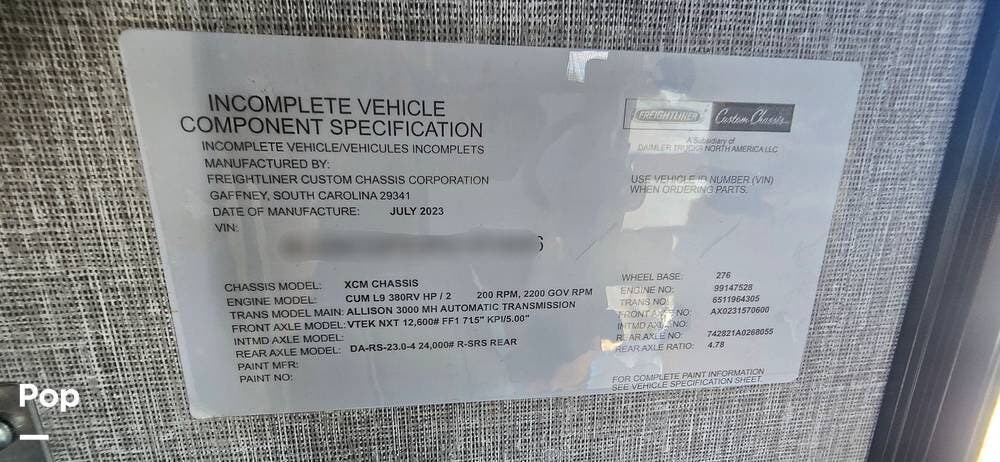 INCOMPLETE VEHICLE
COMPONENT SPECIFICATION
INCOMPLETE VEHICLE/VEHICULES INCOMPLETS
MANUFACTURED BY:
FREIGHTLINER CUSTOM CHASSIS CORPORATION
GAFFNEY, SOUTH CAROLINA 29341
DATE OF MANUFACTURE: JULY 2023
VIN:
6
FREIGHTLINER Custom Chassis
A Subsidiary of
DAIMLER TRUCKS NORTH AMERICA LLC
USE VEHICLE ID NUMBER (VIN)
WHEN ORDERING PARTS.
CHASSIS MODEL: XCM CHASSIS
ENGINE MODEL: CUM L9 380RV HP / 2 200 RPM, 2200 GOV RPM
TRANS MODEL MAIN: ALLISON 3000 MH AUTOMATIC TRANSMISSION
FRONT AXLE MODEL: VTEK NXT 12,600# FF1 71.5" KPI/5.00"
INTMD AXLE MODEL:
REAR AXLE MODEL: DA-RS-23.0-4 24,000# R-SRS REAR
PAINT MFR:
PAINT NO:
WHEEL BASE: 276
ENGINE NO: 99147528
TRANS NO: 6511964305
FRONT AXLE NO: AX0231570600
INTMD AXLE NO:
REAR AXLE NO: 742821A0268055
REAR AXLE RATIO: 4.78
FOR COMPLETE PAINT INFORMATION
SEE VEHICLE SPECIFICATION SHEET.
Pop